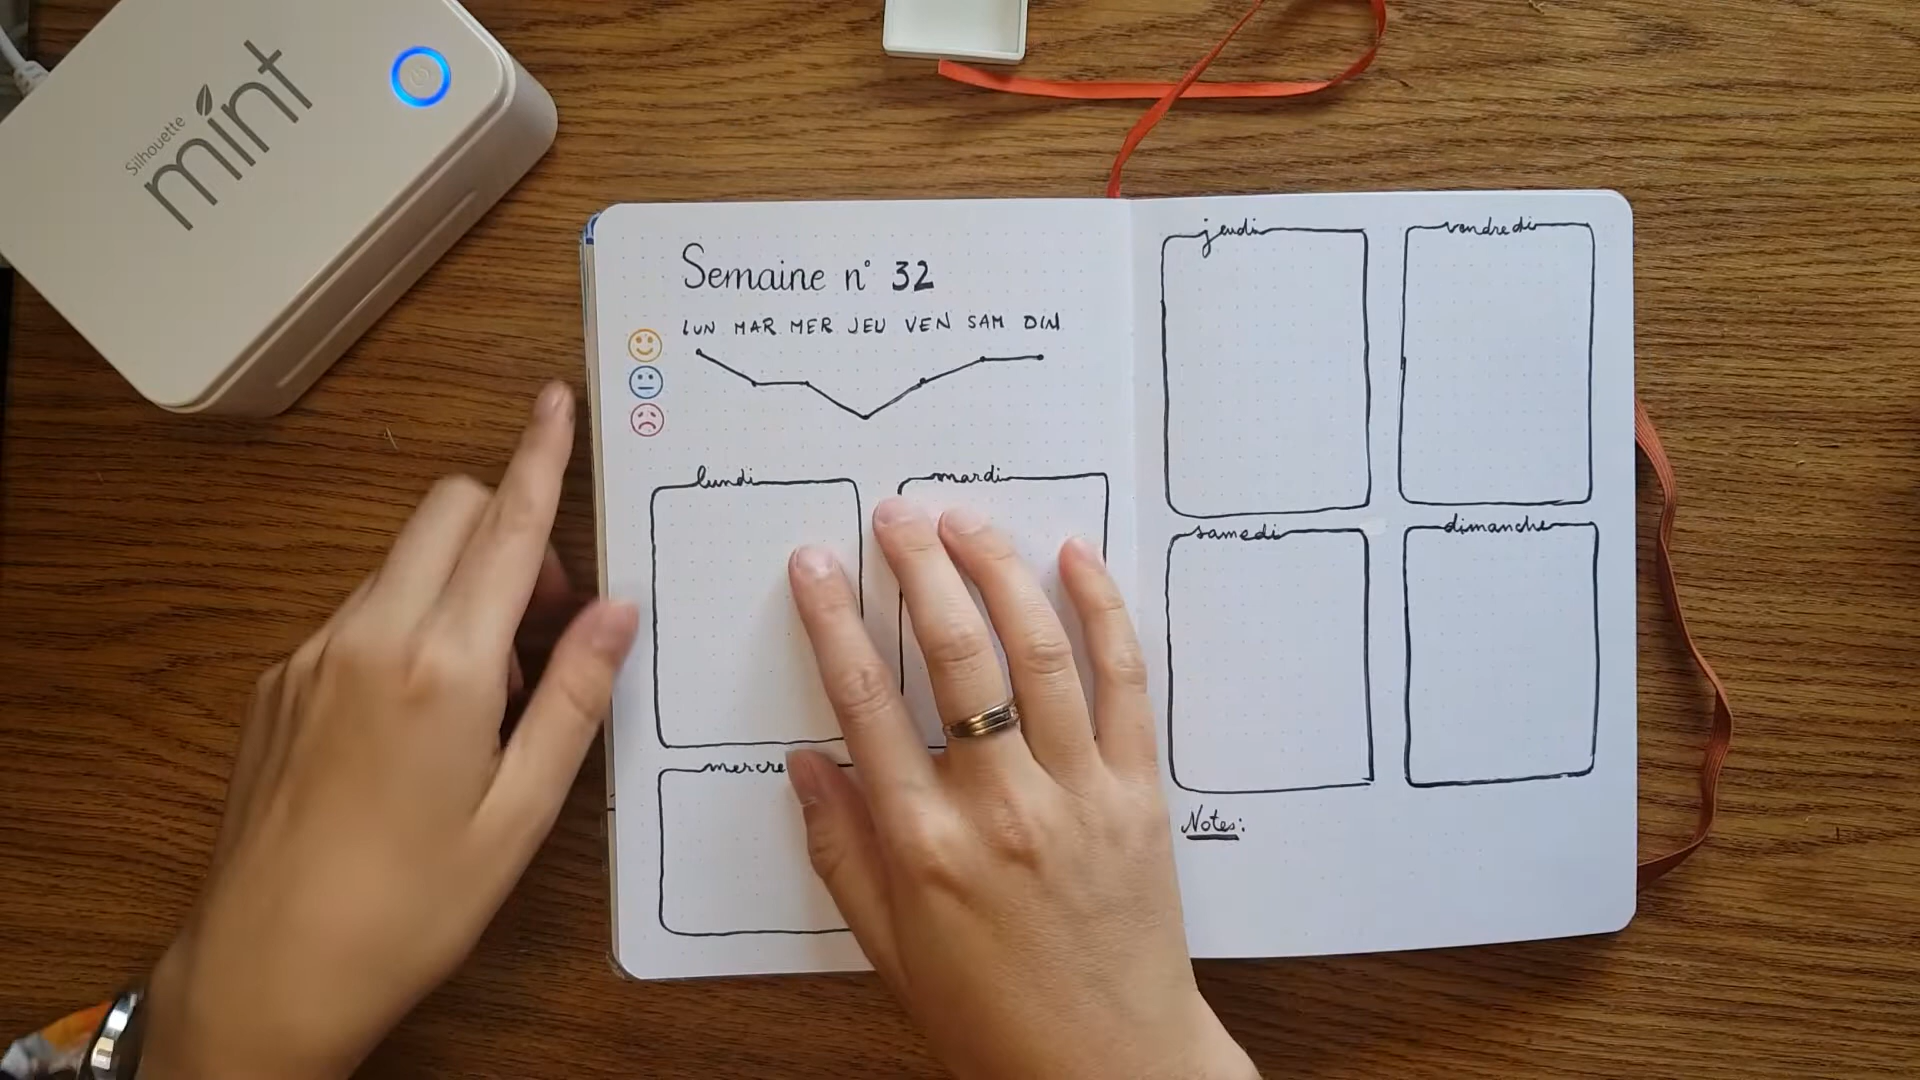 Silhouette
mint
Semaine n° 32
LUN MAR MER JEU VEN SAM DIM
lundi
mardi
jeudi
vendredi
samedi
dimanche
Notes: